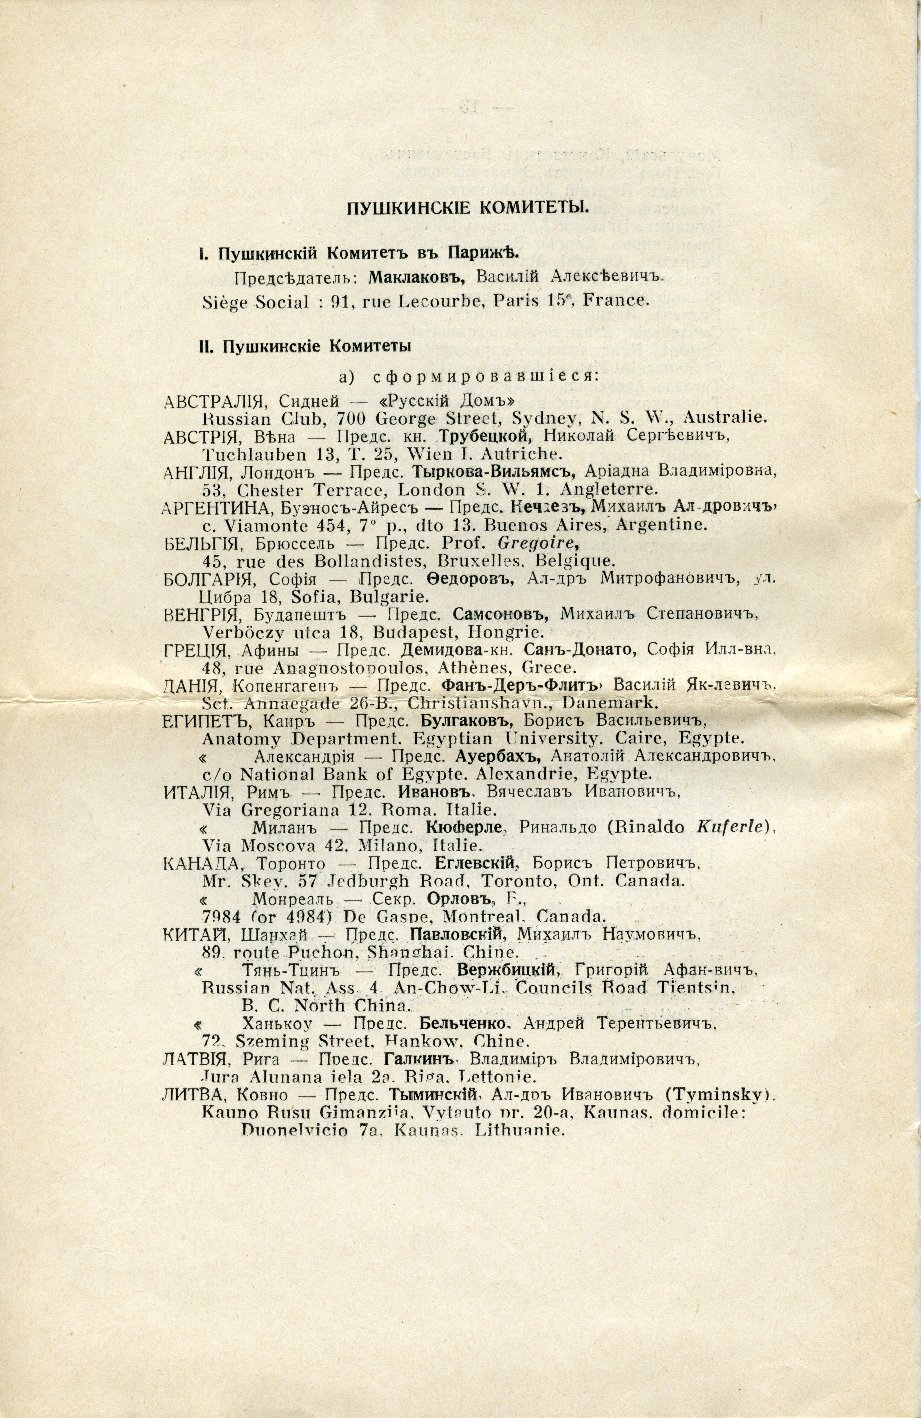 ПУШКИНСКІЕ КОМИТЕТЫ.
I. Пушкинскій Комитетъ въ Парижѣ.
Предсѣдатель: Маклаковъ, Василій Алексѣевичъ.
Siège Social : 91, rue Lecourbe, Paris 15e, France.
II. Пушкинскіе Комитеты
а) сформировавшіеся:
АВСТРАЛІЯ, Сидней — «Русскій Домъ»
Russian Club, 700 George Street, Sydney, N. S. W., Australie.
АВСТРІЯ, Вѣна — Предс. кн. Трубецкой, Николай Сергѣевичъ,
Tuchlauben 13, T. 25, Wien I. Autriche.
АНГЛІЯ, Лондонъ — Предс. Тыркова-Вильямсъ, Аріадна Владиміровна,
53, Chester Terrace, London S. W. 1. Angleterre.
АРГЕНТИНА, Буэносъ-Айресъ — Предс. Михаилъ Ал-дровичъ,
c. Viamonte 454, 7° p., dto 13. Buenos Aires, Argentine.
БЕЛЬГІЯ, Брюссель — Предс. Prof. Gregoire,
45, rue des Bollandistes, Bruxelles, Belgique.
БОЛГАРІЯ, Софія — Предс. Ѳедоровъ, Ал-дръ Митрофановичъ, ул.
Цибра 18, Sofia, Bulgarie.
ВЕНГРІЯ, Будапештъ — Предс. Самсоновъ, Михаилъ Степановичъ,
Verböczy utca 18, Budapest, Hongrie.
ГРЕЦІЯ, Афины — Предс. Демидова-кн. Санъ-Донато, Софія Илл-вна,
48, rue Anagnostopoulos, Athènes, Grece.
ДАНІЯ, Копенгагенъ — Предс. Фанъ-Деръ-Флитъ, Василій Як-левичъ,
Sct. Annaegade 26-B., Christianshavn., Danemark.
ЕГИПЕТЪ, Каиръ — Предс. Булгаковъ, Борисъ Васильевичъ,
Anatomy Department. Egyptian University. Caire, Egypte.
« Александрія — Предс. Ауербахъ, Анатолій Александровичъ,
c/o National Bank of Egypte. Alexandrie, Egypte.
ИТАЛІЯ, Римъ — Предс. Ивановъ, Вячеславъ Ивановичъ,
Via Gregoriana 12. Roma. Italie.
« Миланъ — Предс. Кюферле, Ринальдо (Rinaldo Kuferle),
Via Moscova 42. Milano, Italie.
КАНАДА, Торонто — Предс. Еглевскій, Борисъ Петровичъ,
Mr. Skey. 57 Jedburgh Road, Toronto, Ont. Canada.
« Монреаль — Секр. Орловъ,
7984 (or 4984) De Gaspe, Montreal. Canada.
КИТАЙ, Шанхай — Предс. Павловскій, Михаилъ Наумовичъ,
89. route Puchon, Shanghai. Chine.
« Тянь-Тцинъ — Предс. Вержбицкій, Григорій Афан-вичъ,
Russian Nat. Ass. 4. An-Chow-Li. Councils Road Tientsin,
B. C. North China.
« Ханькоу — Предс. Бельченко, Андрей Терентьевичъ,
72. Szeming Street, Hankow, Chine.
ЛАТВІЯ, Рига — Предс. Галкинъ, Владиміръ Владиміровичъ,
Jura Alunana iela 2a. Riga, Lettonie.
ЛИТВА, Ковно — Предс. Тыминскій, Ал-дръ Ивановичъ (Tyminsky).
Kauno Rusu Gimanzija, Vytauto pr. 20-a, Kaunas. domicile:
Duonelvicio 7a, Kaunas. Lithuanie.